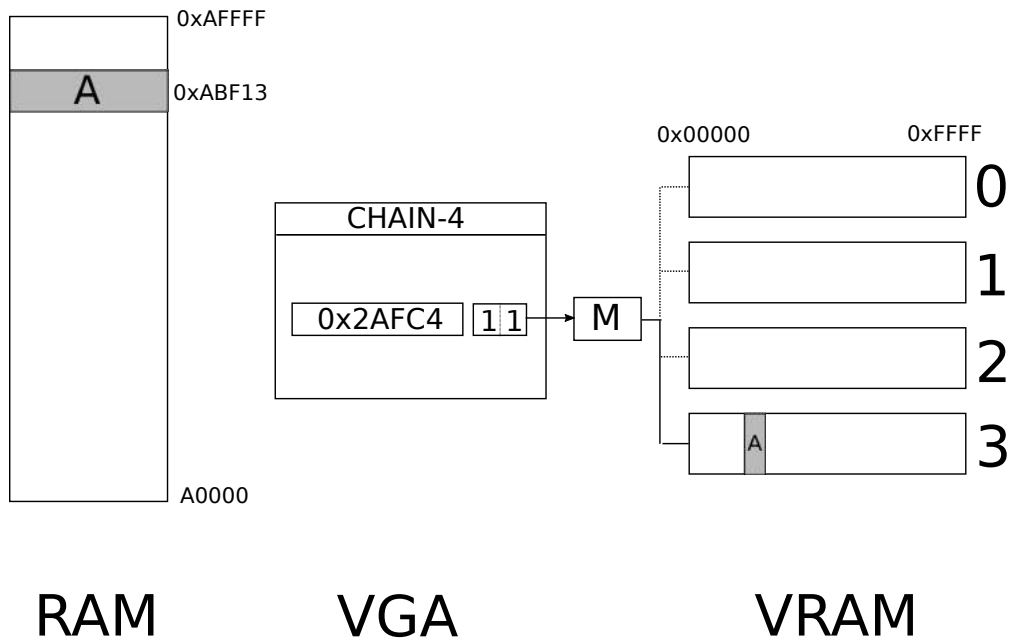 0xAFFFF
A
0xABF13
A0000
RAM
CHAIN-4
0x2AFC4
1 1
M
VGA
0x00000
0xFFFF
0
1
2
A
3
VRAM